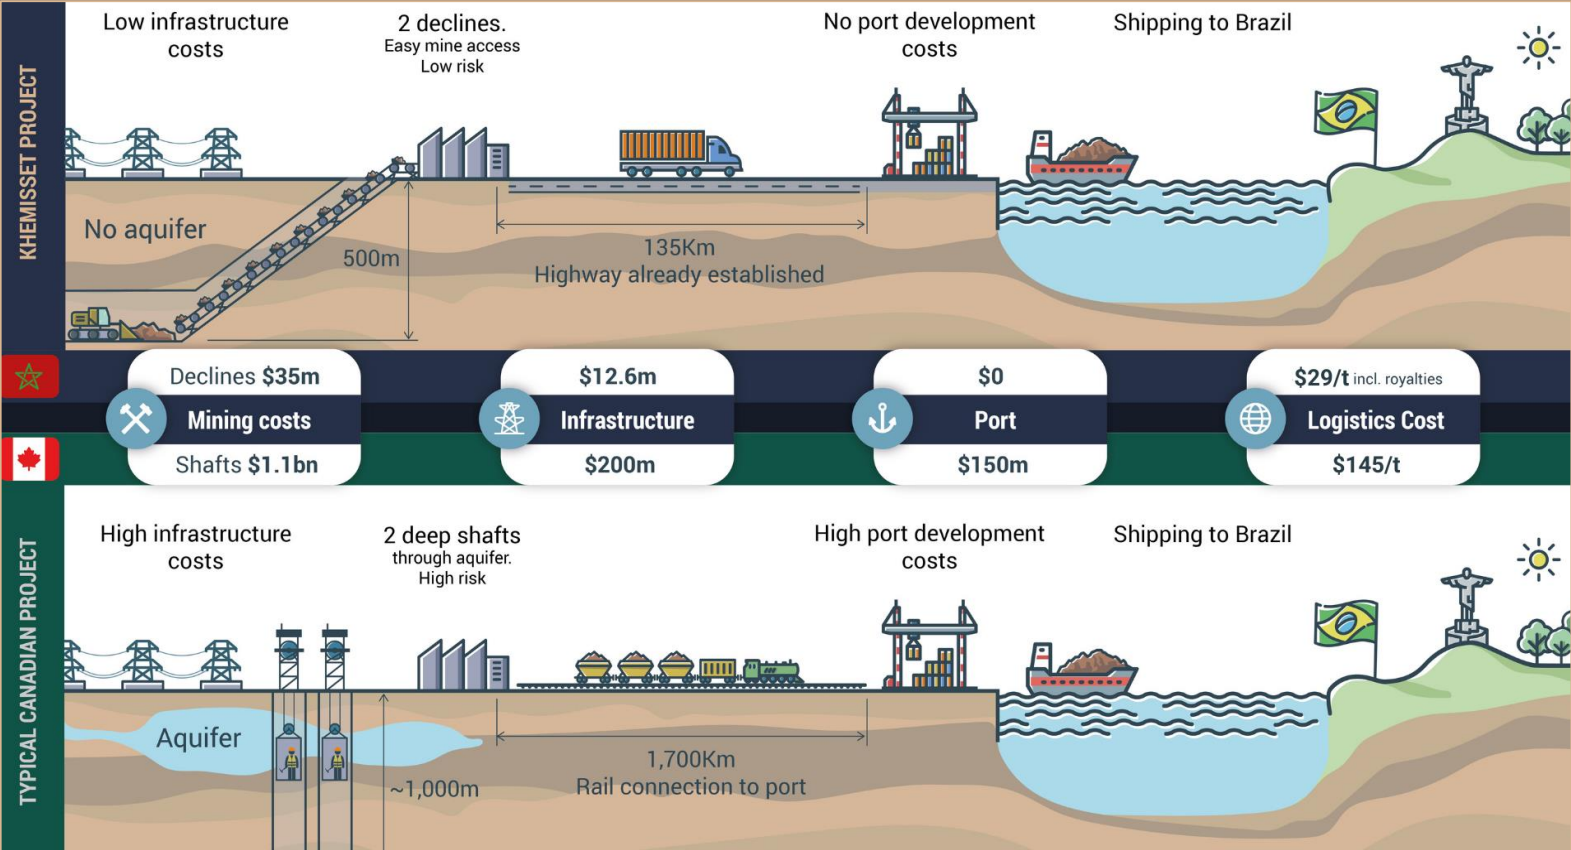 KHEMISSET PROJECT
Low infrastructure
costs
2 declines.
Easy mine access
Low risk
No port development
costs
Shipping to Brazil
No aquifer
500m
135Km
Highway already established
Declines $35m
Mining costs
Shafts $1.1bn
$12.6m
Infrastructure
$200m
$0
Port
$150m
$29/t incl. royalties
Logistics Cost
$145/t
TYPICAL CANADIAN PROJECT
High infrastructure
costs
2 deep shafts
through aquifer.
High risk
High port development
costs
Shipping to Brazil
Aquifer
~1,000m
1,700Km
Rail connection to port